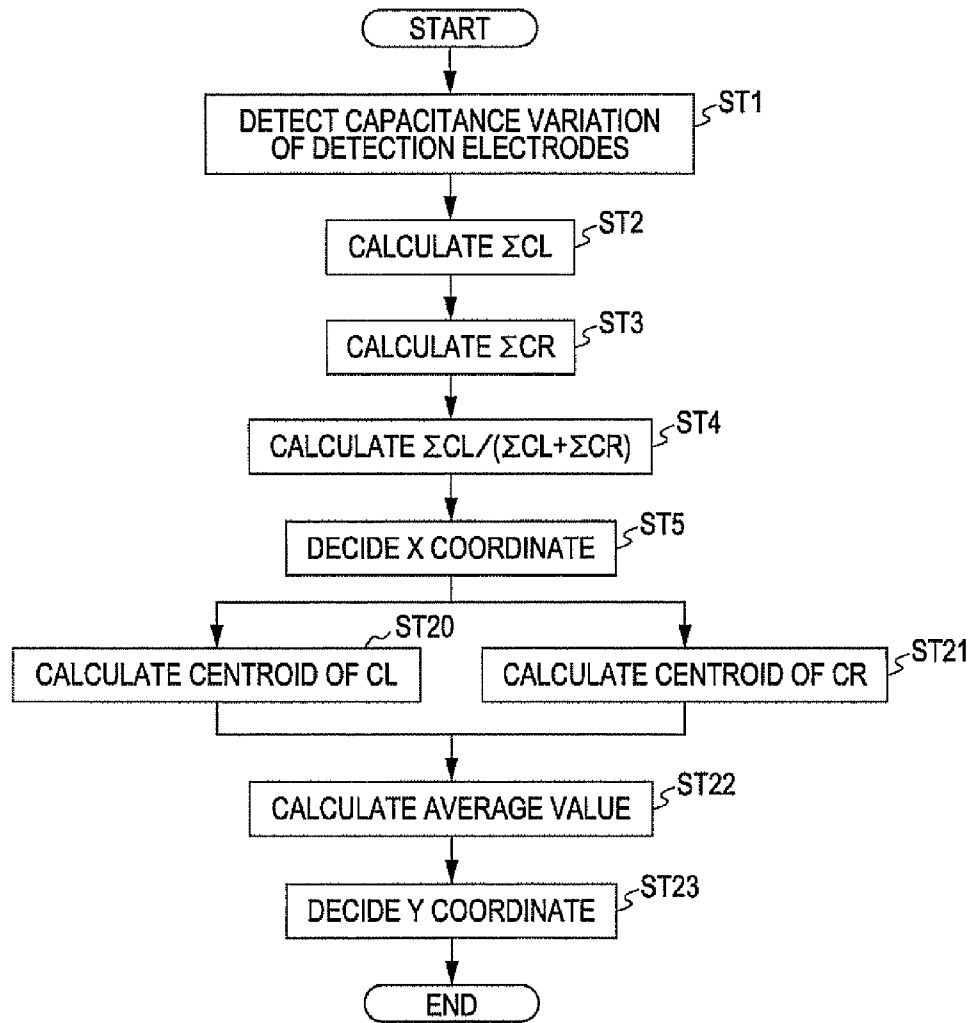 START
DETECT CAPACITANCE VARIATION
OF DETECTION ELECTRODES
ST1
CALCULATE ΣCL
ST2
CALCULATE ΣCR
ST3
CALCULATE ΣCL/(ΣCL+ΣCR)
ST4
DECIDE X COORDINATE
ST5
CALCULATE CENTROID OF CL
ST20
CALCULATE CENTROID OF CR
ST21
CALCULATE AVERAGE VALUE
ST22
DECIDE Y COORDINATE
ST23
END